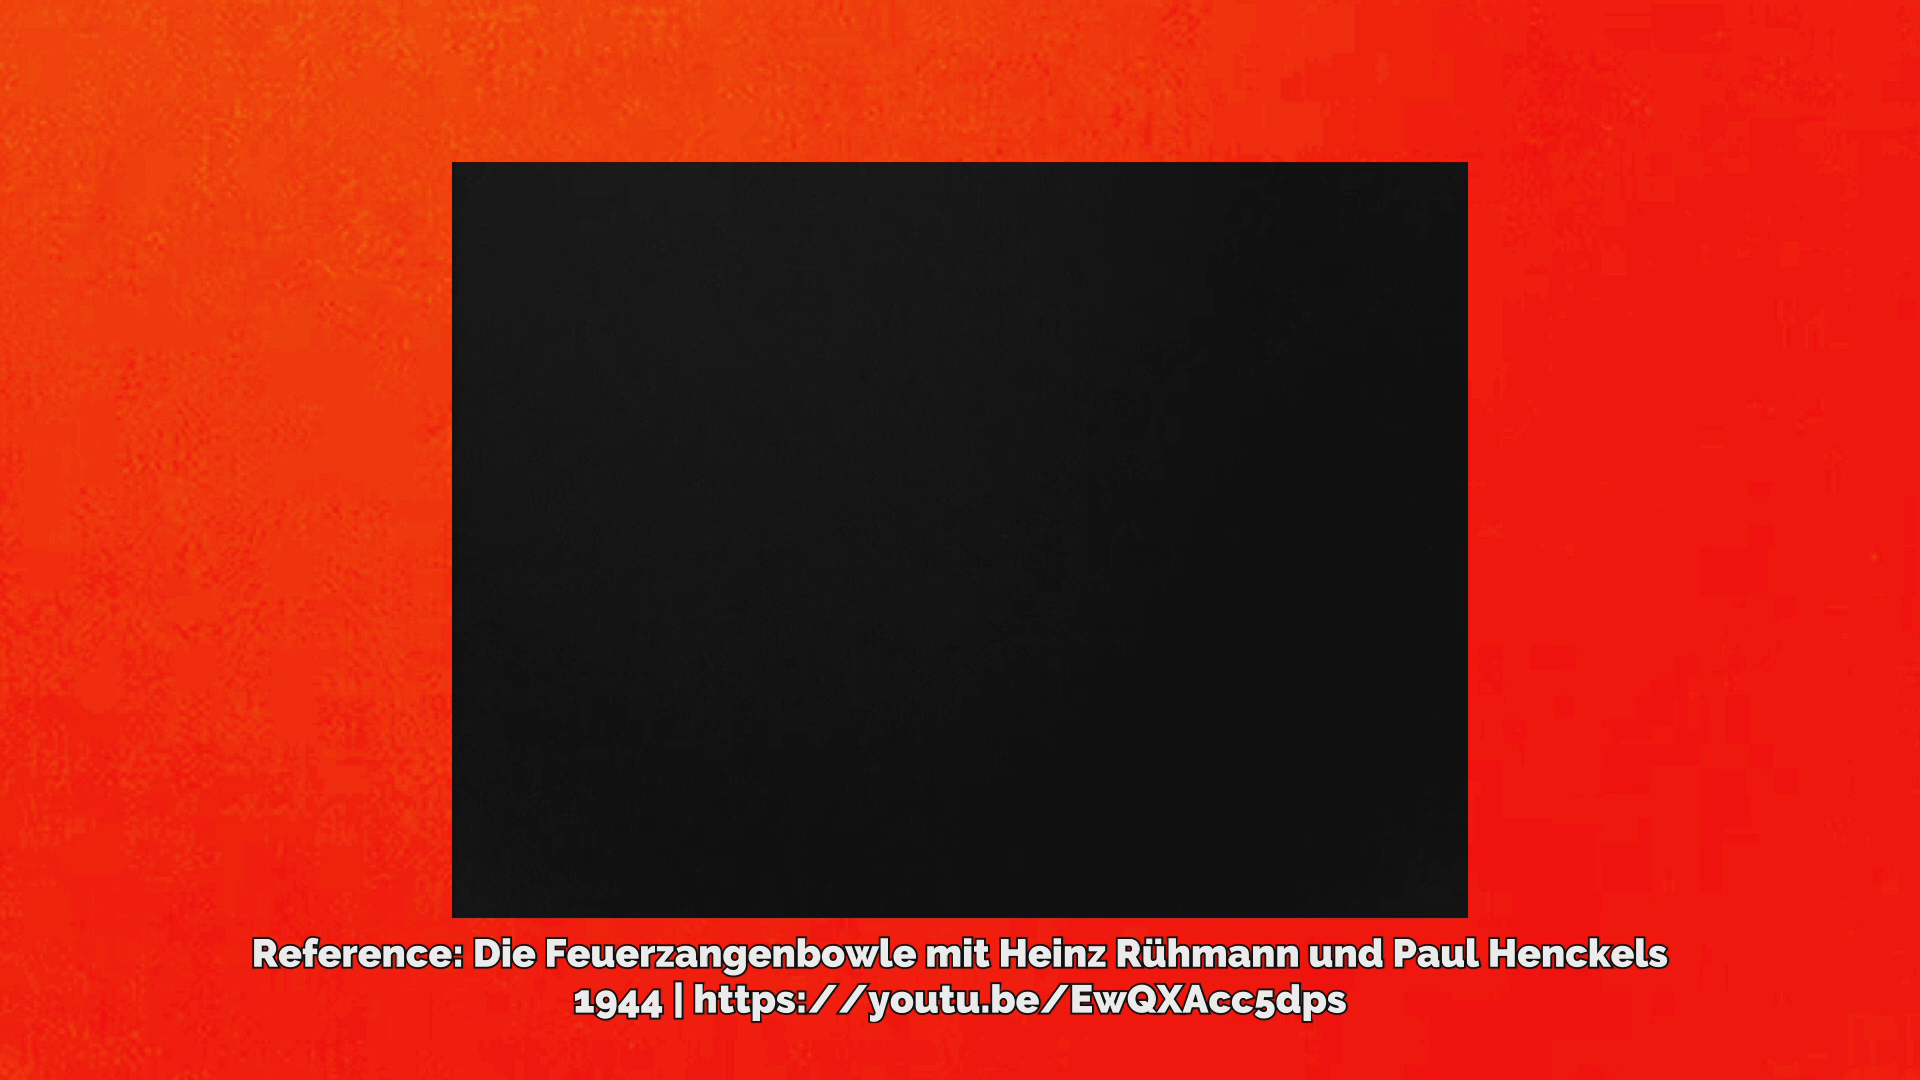 Reference: Die Feuerzangenbowle mit Heinz Rühmann und Paul Henckels
1944 | https://youtu.be/EwQXAcc5dps